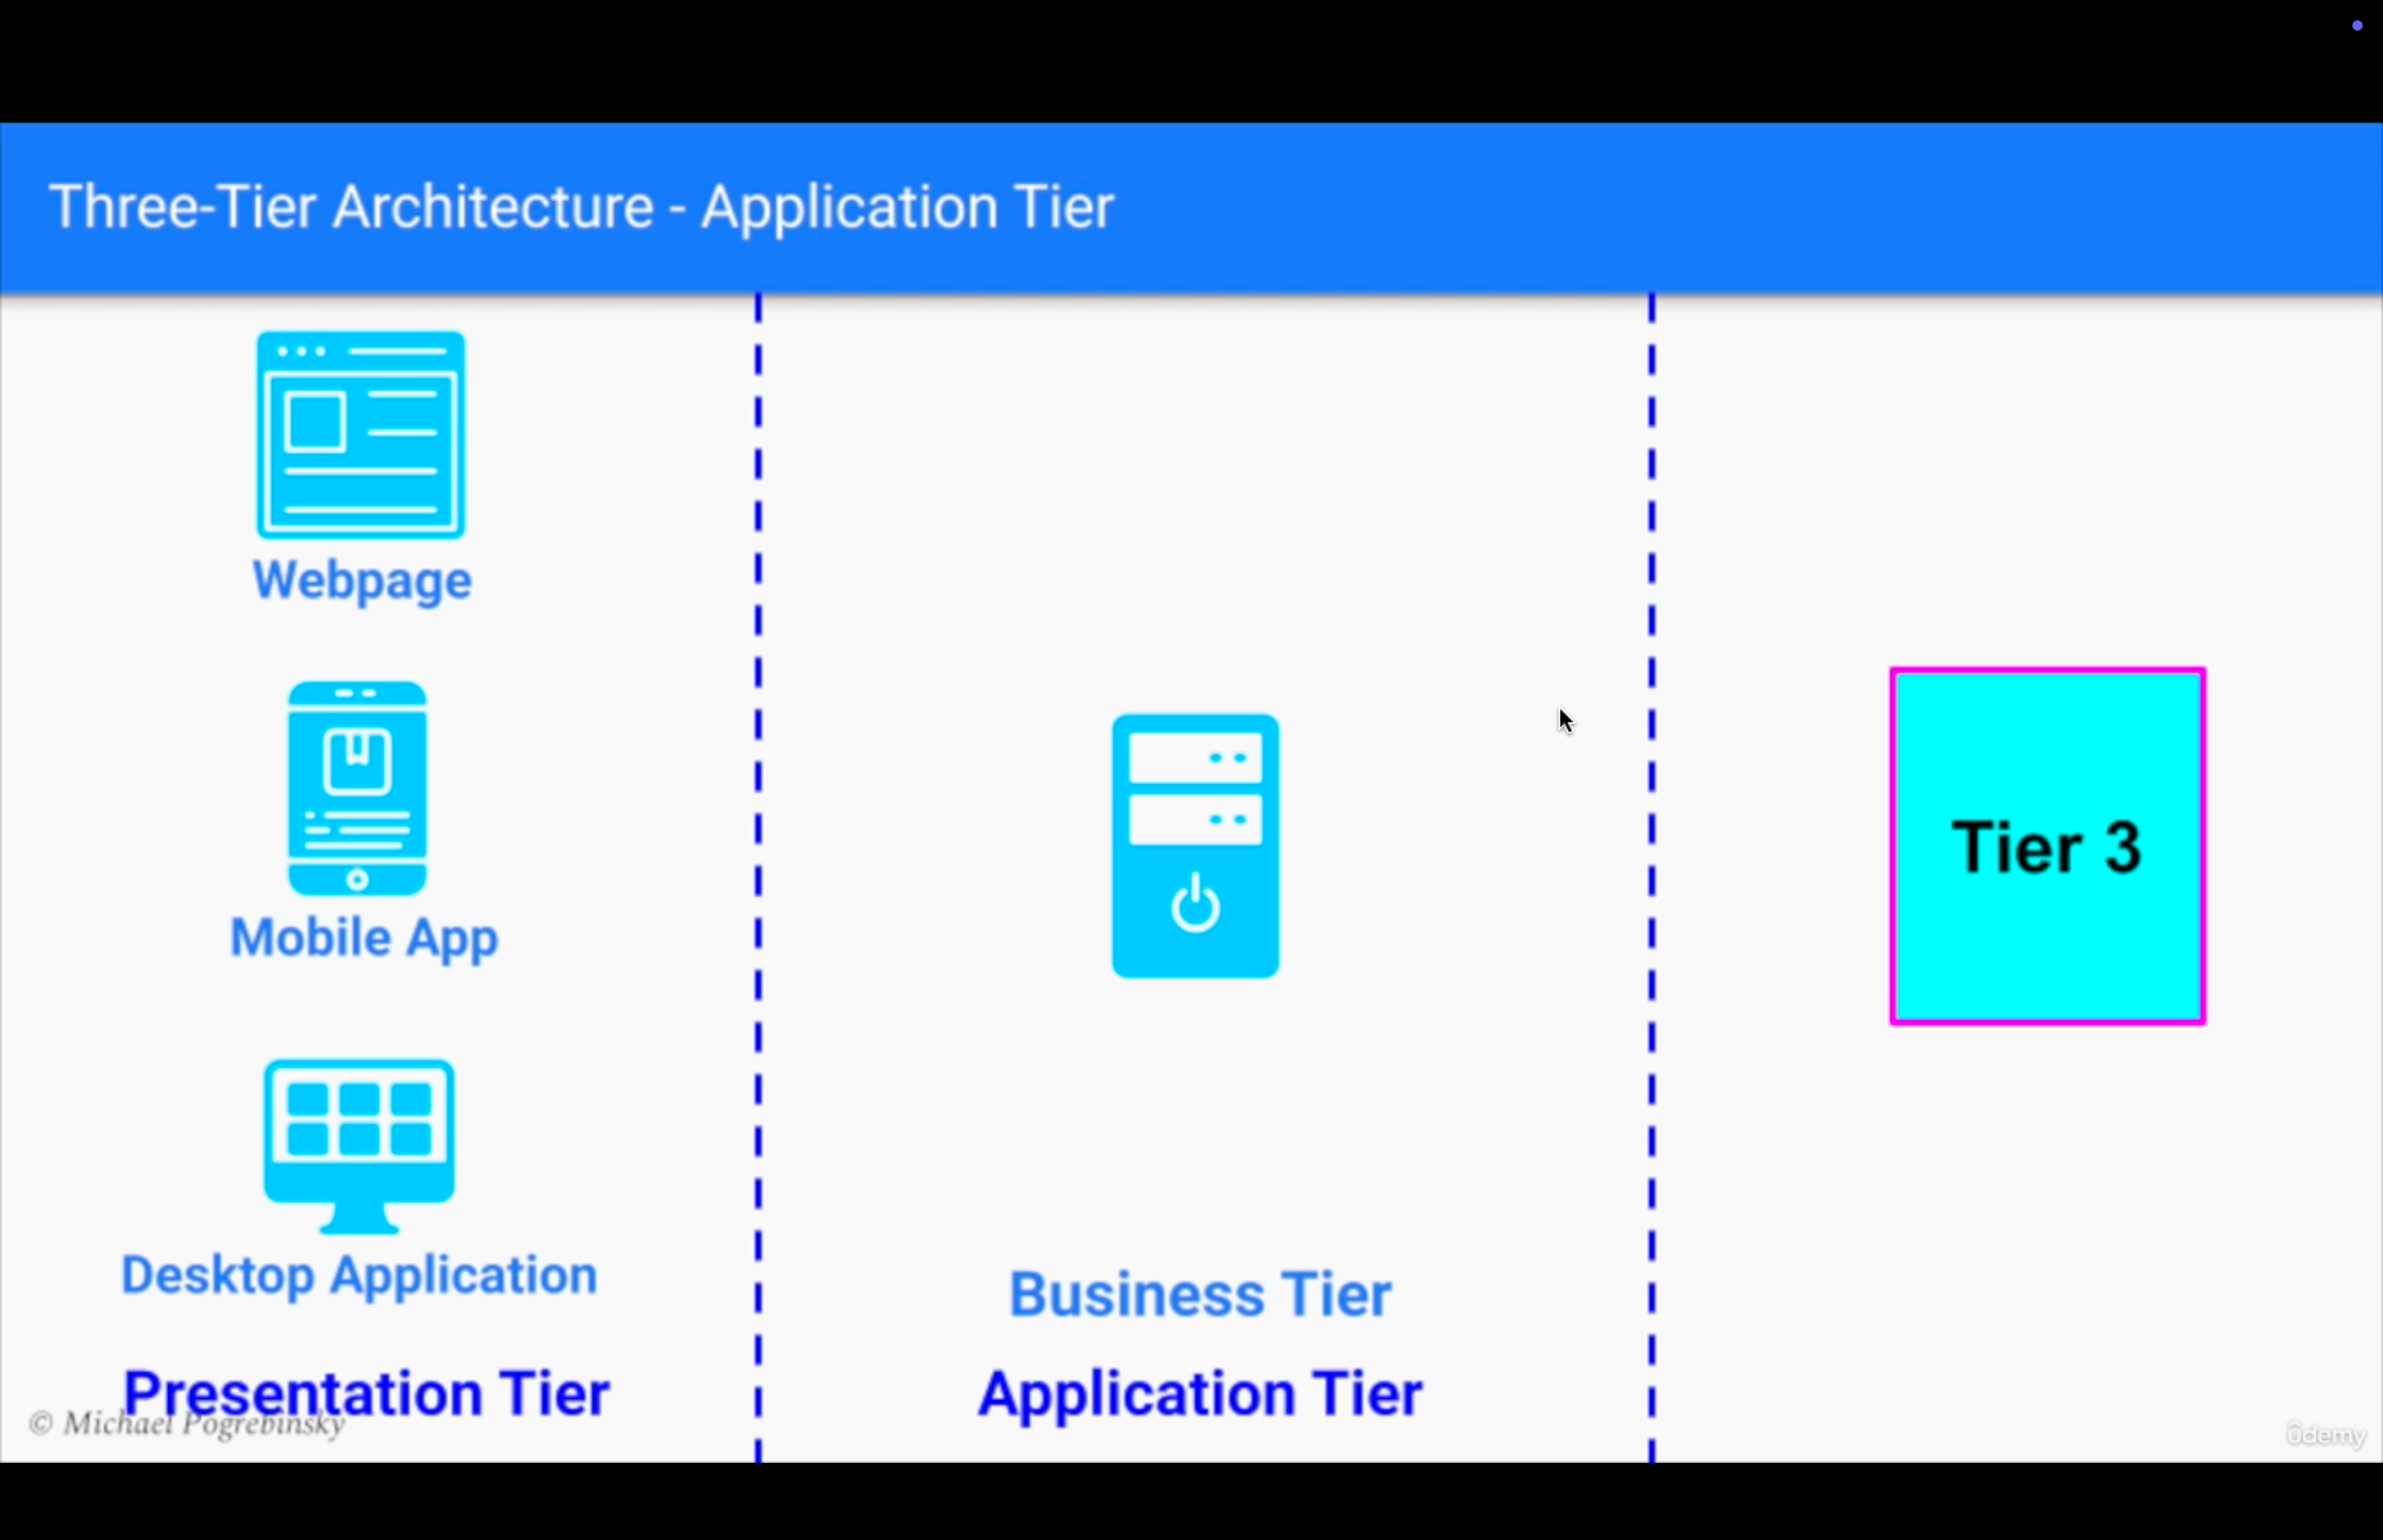 Three-Tier Architecture - Application Tier
Webpage
Mobile App
Desktop Application
Presentation Tier
© Michael Pogrebinsky
Business Tier
Application Tier
Tier 3
ûdemy